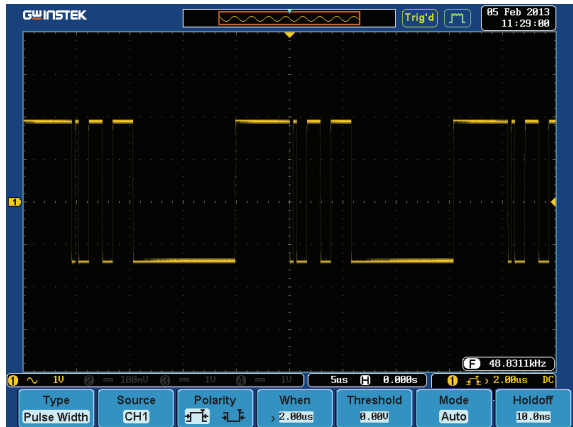 GWINSTEK
Trig'd
05 Feb 2013
11:29:00
1
F 48.8311kHz
1 1V 2 100mV 3 1V 4 1V
5us H 0.000s
1 > 2.00us DC
Type
Pulse Width
Source
CH1
Polarity
When
> 2.00us
Threshold
0.00V
Mode
Auto
Holdoff
10.0ms